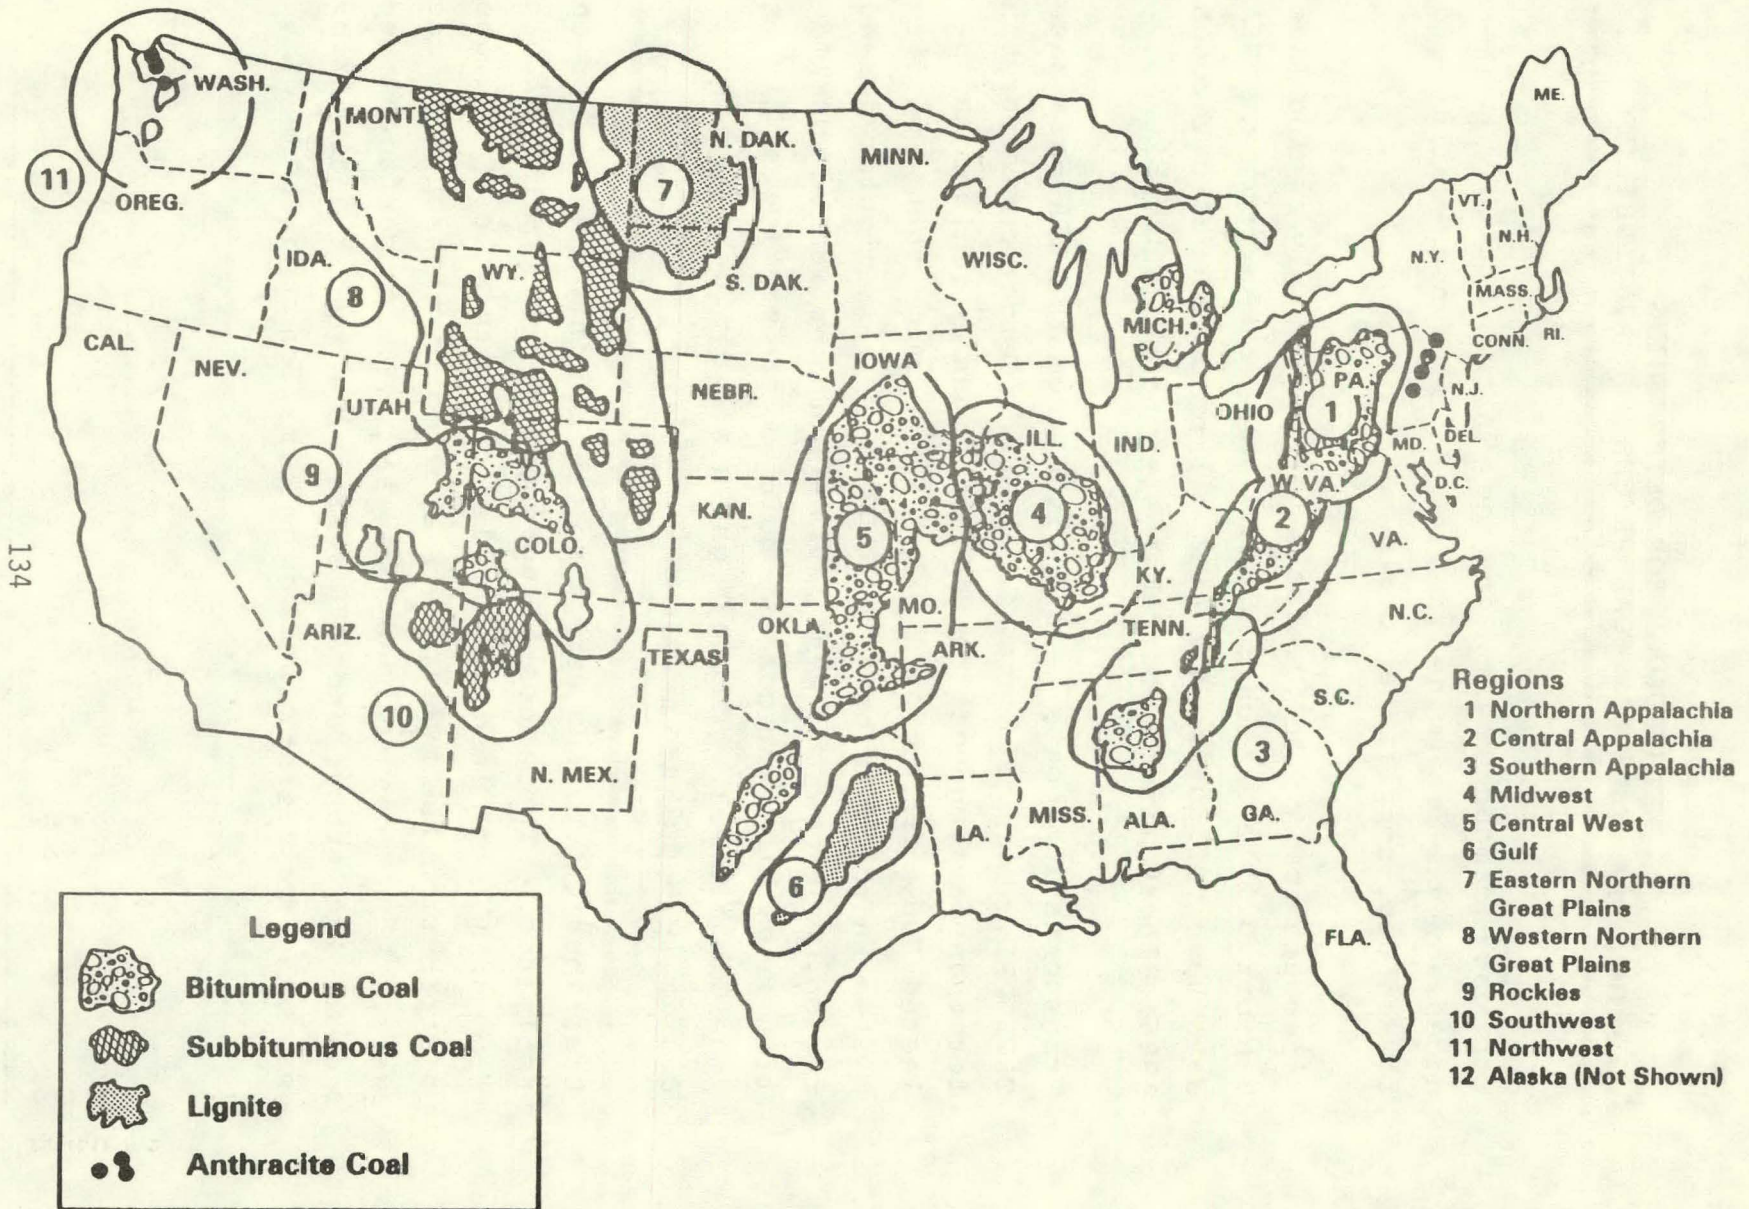 WASH.
MONT.
N. DAK.
MINN.
ME.
11
OREG.
7
VT.
N.H.
N.Y.
IDA.
WY.
WISC.
S. DAK.
MASS.
8
MICH.
CONN.
RI.
CAL.
NEV.
IOWA
PA.
NEBR.
N.J.
UTAH
OHIO
1
ILL.
IND.
MD.
DEL.
9
W. VA.
D.C.
KAN.
4
2
COLO.
5
VA.
134
KY.
MO.
N.C.
ARIZ.
OKLA.
TENN.
TEXAS
ARK.
10
S.C.
3
N. MEX.
MISS.
ALA.
GA.
LA.
6
FLA.
Regions
1 Northern Appalachia
2 Central Appalachia
3 Southern Appalachia
4 Midwest
5 Central West
6 Gulf
7 Eastern Northern
Great Plains
8 Western Northern
Great Plains
9 Rockies
10 Southwest
11 Northwest
12 Alaska (Not Shown)
Legend
Bituminous Coal
Subbituminous Coal
Lignite
Anthracite Coal